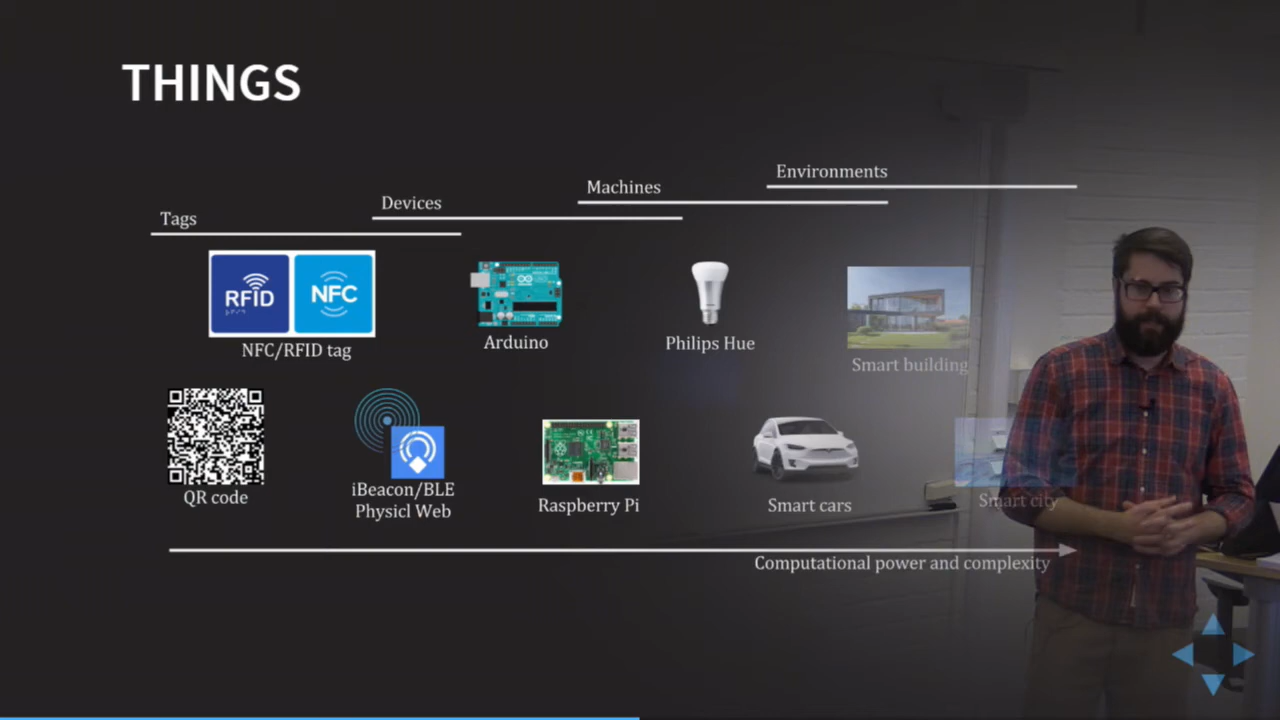 THINGS
Environments
Machines
Devices
Tags
RFID
NFC
NFC/RFID tag
Arduino
Philips Hue
Smart building
QR code
iBeacon/BLE
Physicl Web
Raspberry Pi
Smart cars
Smart city
Computational power and complexity